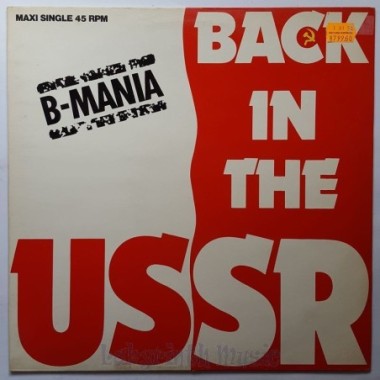 MAXI SINGLE 45 RPM
B-MANIA
BACK
IN
THE
USSR